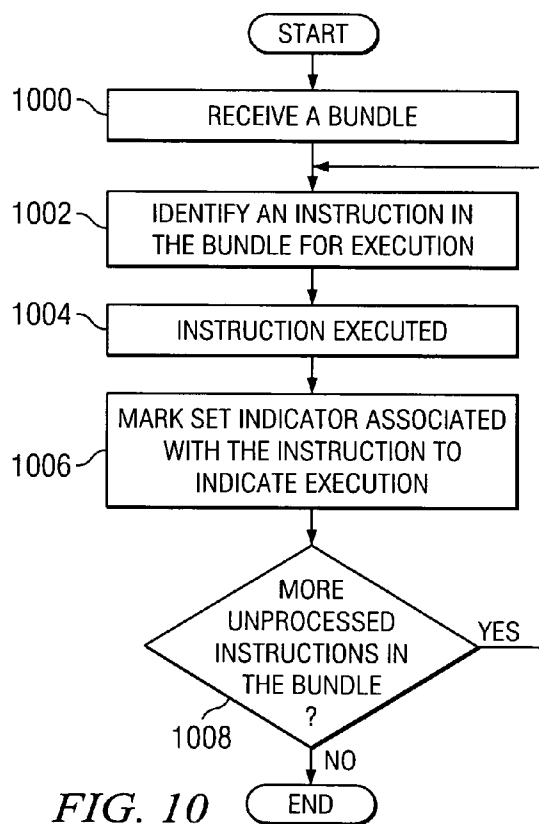 START
1000
RECEIVE A BUNDLE
1002
IDENTIFY AN INSTRUCTION IN
THE BUNDLE FOR EXECUTION
1004
INSTRUCTION EXECUTED
1006
MARK SET INDICATOR ASSOCIATED
WITH THE INSTRUCTION TO
INDICATE EXECUTION
MORE
UNPROCESSED
INSTRUCTIONS IN
THE BUNDLE
?
YES
1008
NO
FIG. 10
END